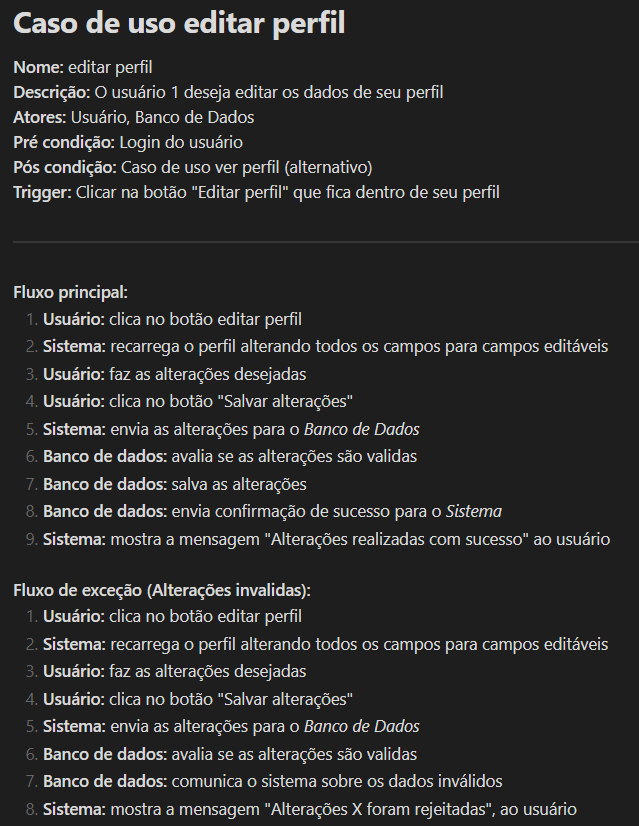 Caso de uso editar perfil
Nome: editar perfil
Descrição: O usuário 1 deseja editar os dados de seu perfil
Atores: Usuário, Banco de Dados
Pré condição: Login do usuário
Pós condição: Caso de uso ver perfil (alternativo)
Trigger: Clicar na botão "Editar perfil" que fica dentro de seu perfil
Fluxo principal:
1. Usuário: clica no botão editar perfil
2. Sistema: recarrega o perfil alterando todos os campos para campos editáveis
3. Usuário: faz as alterações desejadas
4. Usuário: clica no botão "Salvar alterações"
5. Sistema: envia as alterações para o Banco de Dados
6. Banco de dados: avalia se as alterações são validas
7. Banco de dados: salva as alterações
8. Banco de dados: envia confirmação de sucesso para o Sistema
9. Sistema: mostra a mensagem "Alterações realizadas com sucesso" ao usuário
Fluxo de exceção (Alterações invalidas):
1. Usuário: clica no botão editar perfil
2. Sistema: recarrega o perfil alterando todos os campos para campos editáveis
3. Usuário: faz as alterações desejadas
4. Usuário: clica no botão "Salvar alterações"
5. Sistema: envia as alterações para o Banco de Dados
6. Banco de dados: avalia se as alterações são validas
7. Banco de dados: comunica o sistema sobre os dados inválidos
8. Sistema: mostra a mensagem "Alterações X foram rejeitadas", ao usuário